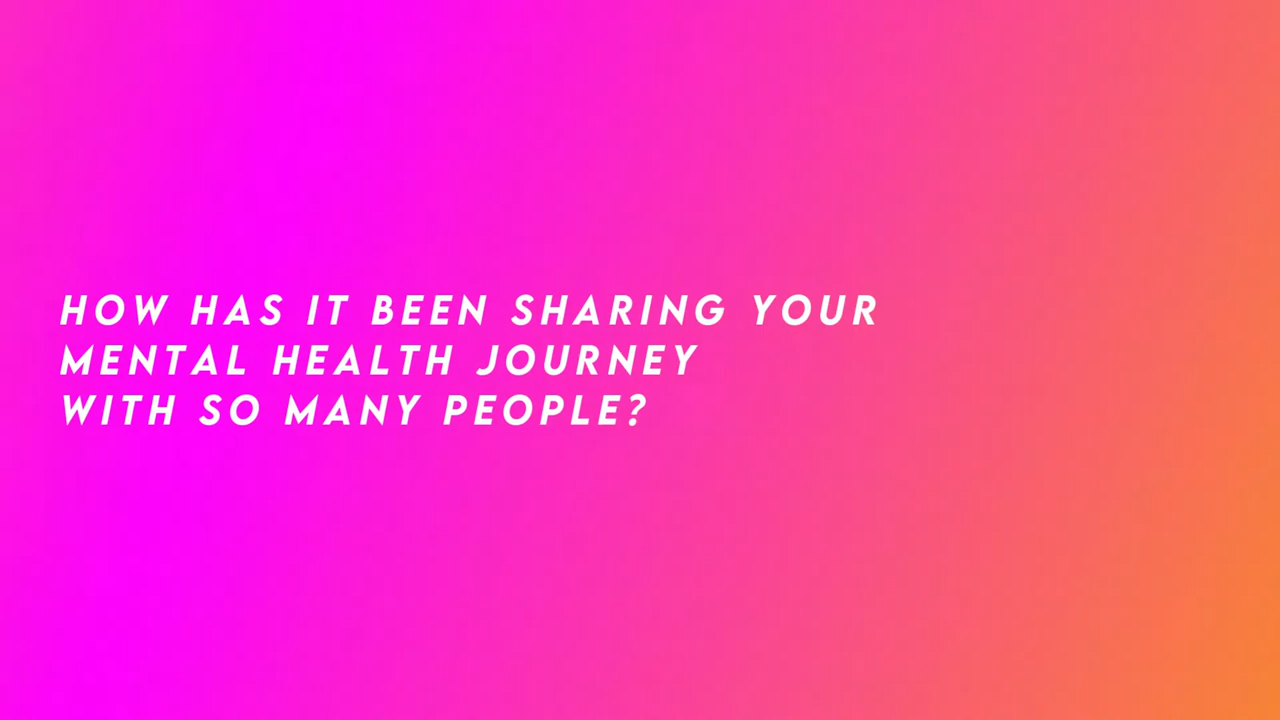 HOW HAS IT BEEN SHARING YOUR
MENTAL HEALTH JOURNEY
WITH SO MANY PEOPLE?